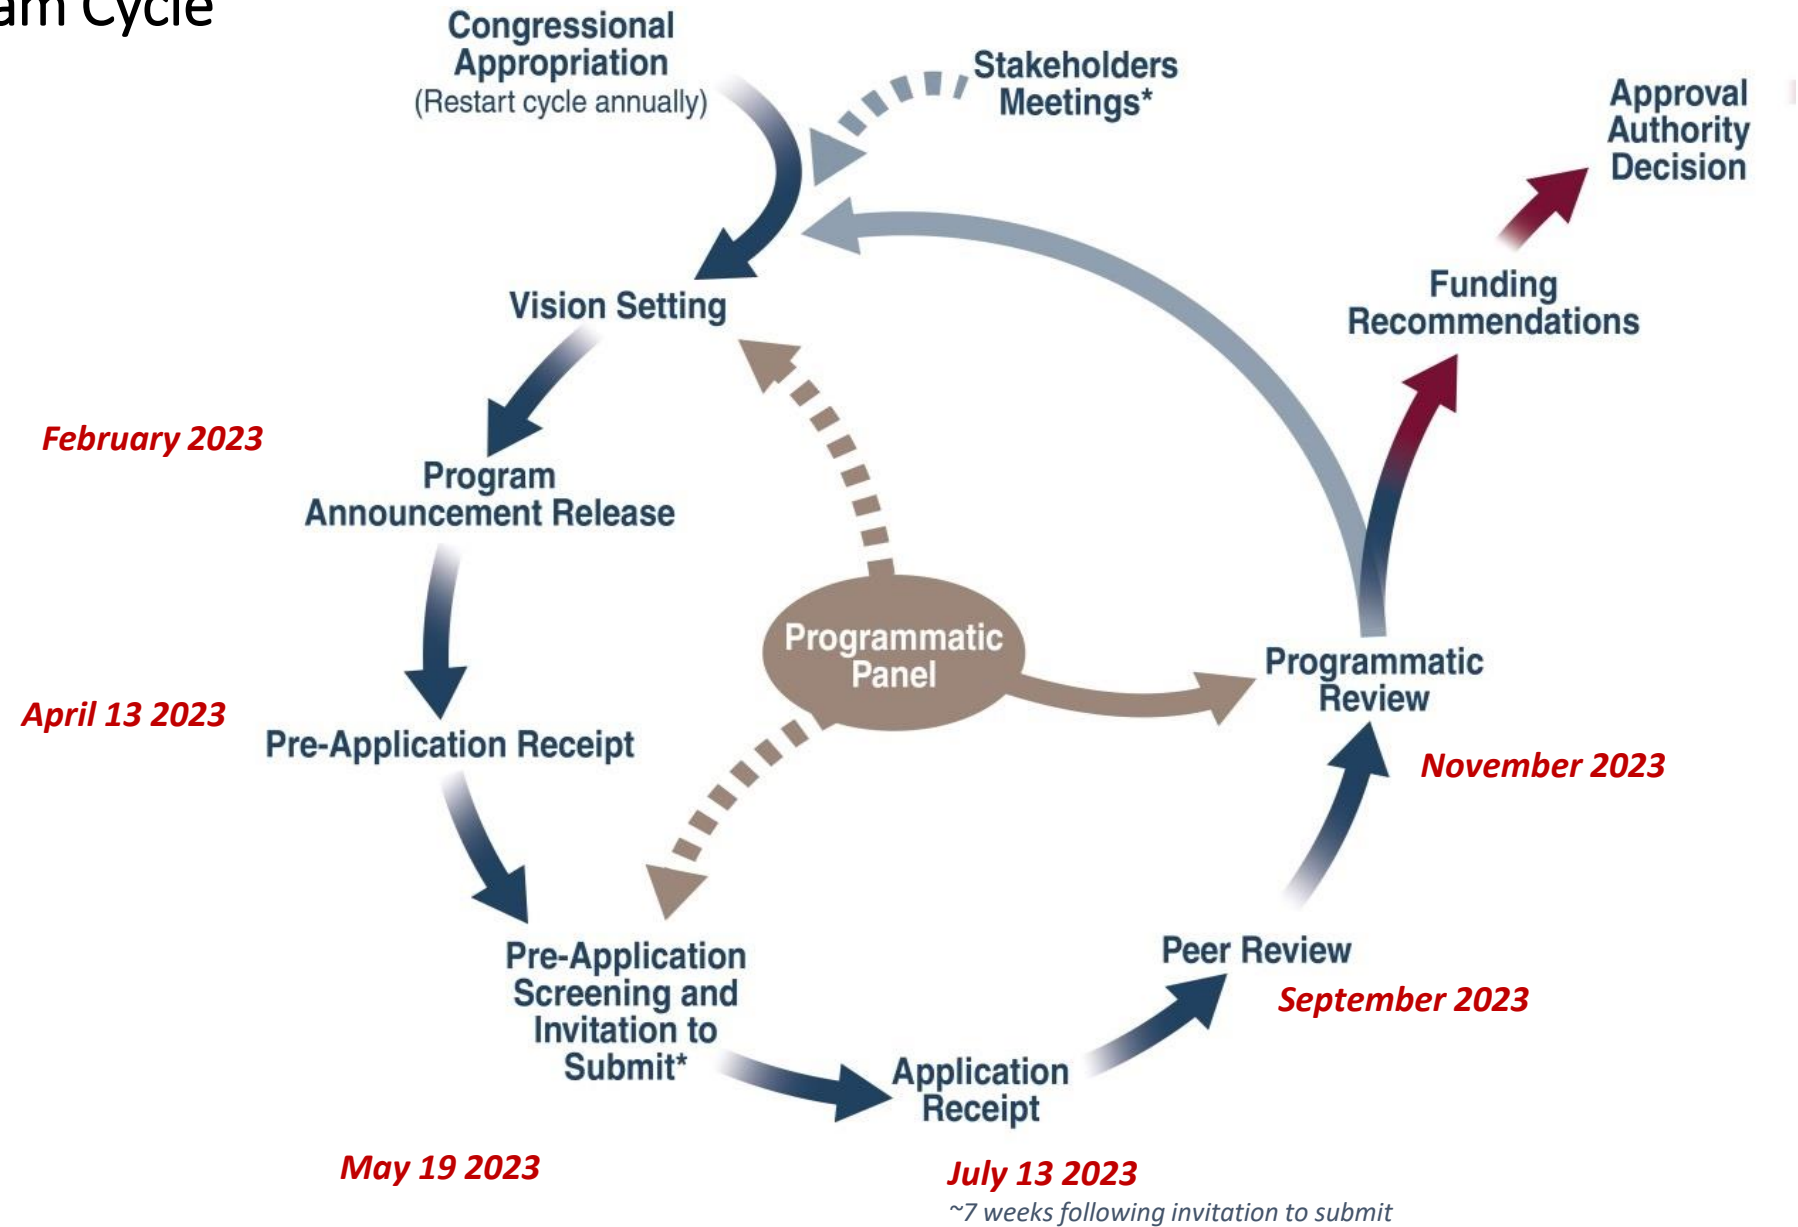 Cycle
Congressional
Appropriation
(Restart cycle annually)
Stakeholders
Meetings*
Approval
Authority
Decision
Vision Setting
Funding
Recommendations
February 2023
Program
Announcement Release
Programmatic
Panel
Programmatic
Review
November 2023
April 13 2023
Pre-Application Receipt
Pre-Application
Screening and
Invitation to
Submit*
Peer Review
September 2023
Application
Receipt
May 19 2023
July 13 2023
~7 weeks following invitation to submit